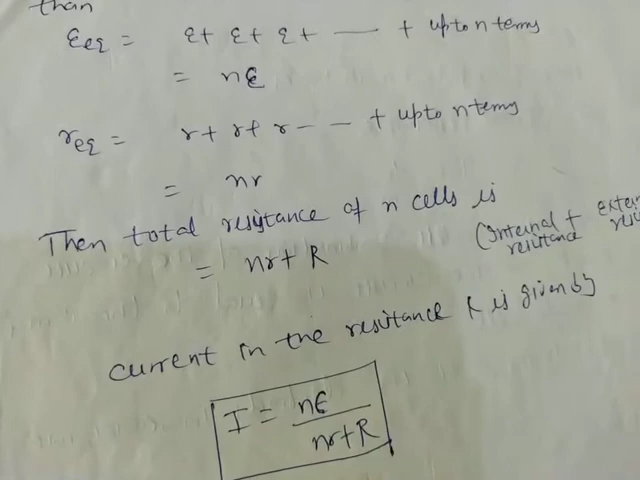 than
εeq = ε+ ε+ ε+ — + upto n terms
= nε
req = r+ r+ r - — + upto n terms
= nr
Then total resistance of n cells is
= nr + R (Internal + resistance
current in the resistance R is given by
I = nε / nr+R